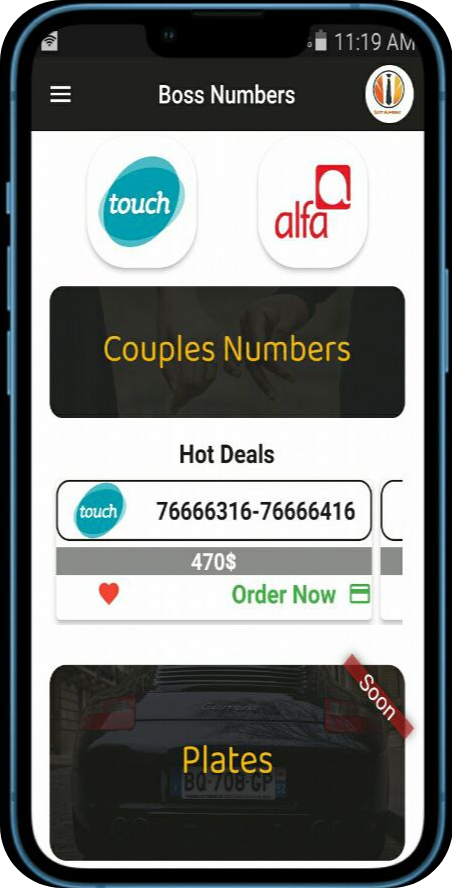 11:19 AM
Boss Numbers
touch
alfa
Couples Numbers
Hot Deals
touch
76666316-76666416
470$
Order Now
Soon
Carrera
Plates
BQ-708-GP